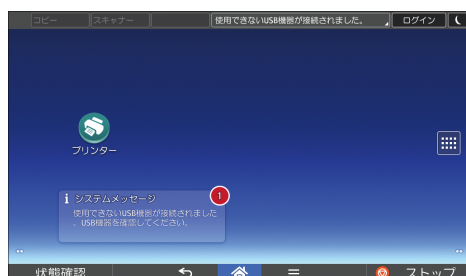 コピー
スキャナー
使用できないUSB機器が接続されました。
ログイン
プリンター
システムメッセージ
1
使用できないUSB機器が接続されました
。USB機器を確認してください。
状態確認
ストップ